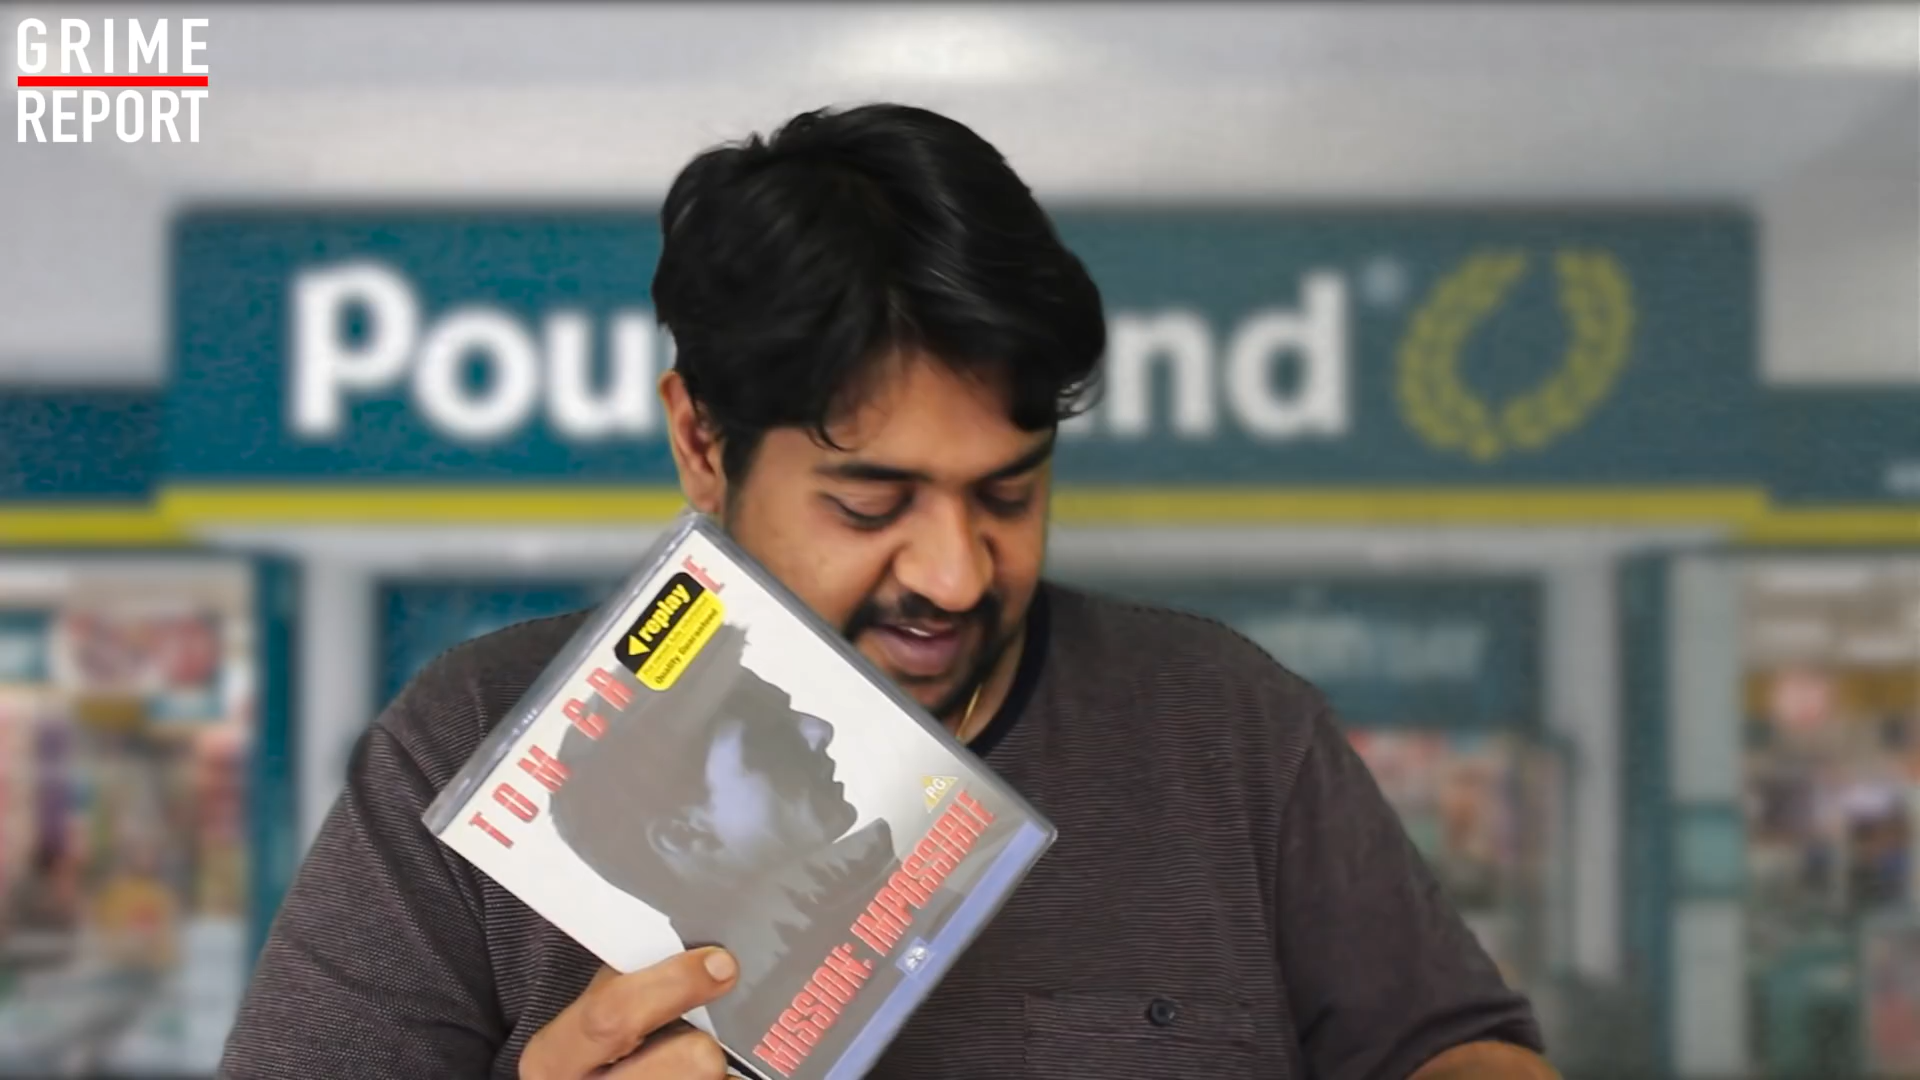 GRIME
REPORT
Pou nd
TOM CR E
replay
Quality Guaranteed
PG
MISSION: IMPOSSIBLE